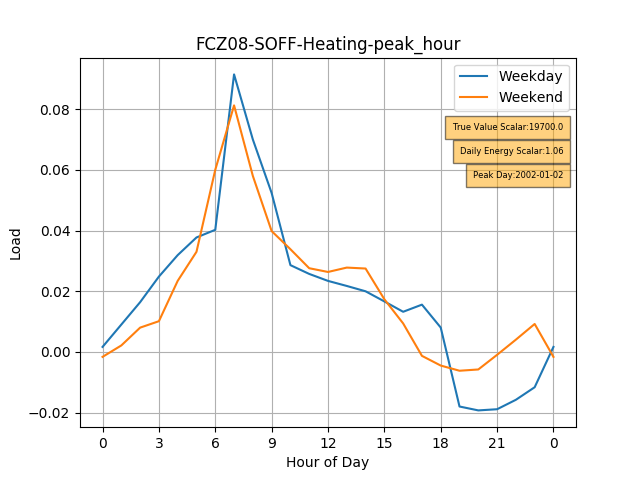 FCZ08-SOFF-Heating-peak_hour
Weekday
Weekend
True Value Scalar:19700.0
Daily Energy Scalar:1.06
Peak Day:2002-01-02
Load
0.08
0.06
0.04
0.02
0.00
−0.02
0 3 6 9 12 15 18 21 0
Hour of Day